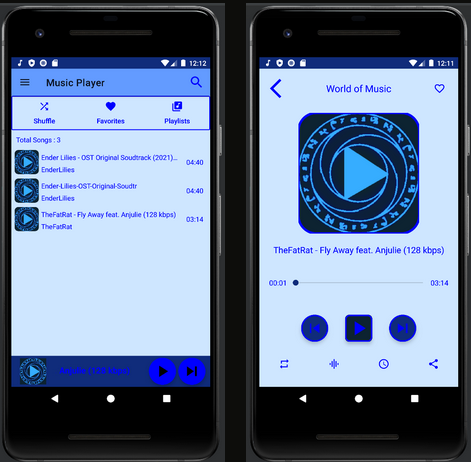 12:12
Music Player
Shuffle
Favorites
Playlists
Total Songs : 3
Ender Lilies - OST Original Soudtrack (2021)...
EnderLilies
04:40
Ender-Lilies-OST-Original-Soudtr
EnderLilies
04:40
TheFatRat - Fly Away feat. Anjulie (128 kbps)
TheFatRat
03:14
Anjulie (128 kbps)
12:11
World of Music
TheFatRat - Fly Away feat. Anjulie (128 kbps)
00:01
03:14